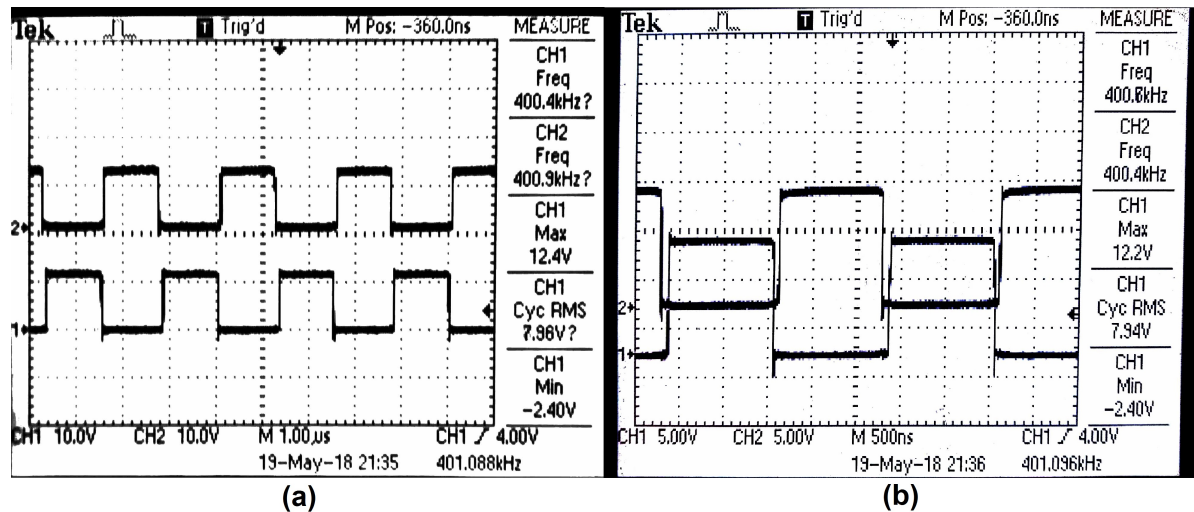 Tek
T Trig'd
M Pos: -360.0ns
MEASURE
CH1
Freq
400.4kHz?
CH2
Freq
400.9kHz?
CH1
Max
12.4V
CH1
Cyc RMS
7.96V?
CH1
Min
-2.40V
2
1
CH1 10.0V
CH2 10.0V
M 1.00µs
CH1
4.00V
19-May-18 21:35
401.088kHz
(a)
Tek
T Trig'd
M Pos: -360.0ns
MEASURE
CH1
Freq
CH2
Freq
400.4kHz
CH1
Max
12.2V
CH1
Cyc RMS
7.94V
CH1
Min
-2.40V
2
1
CH1 5.00V
CH2 5.00V
M 500ns
CH1
4.00V
19-May-18 21:36
401.096kHz
(b)